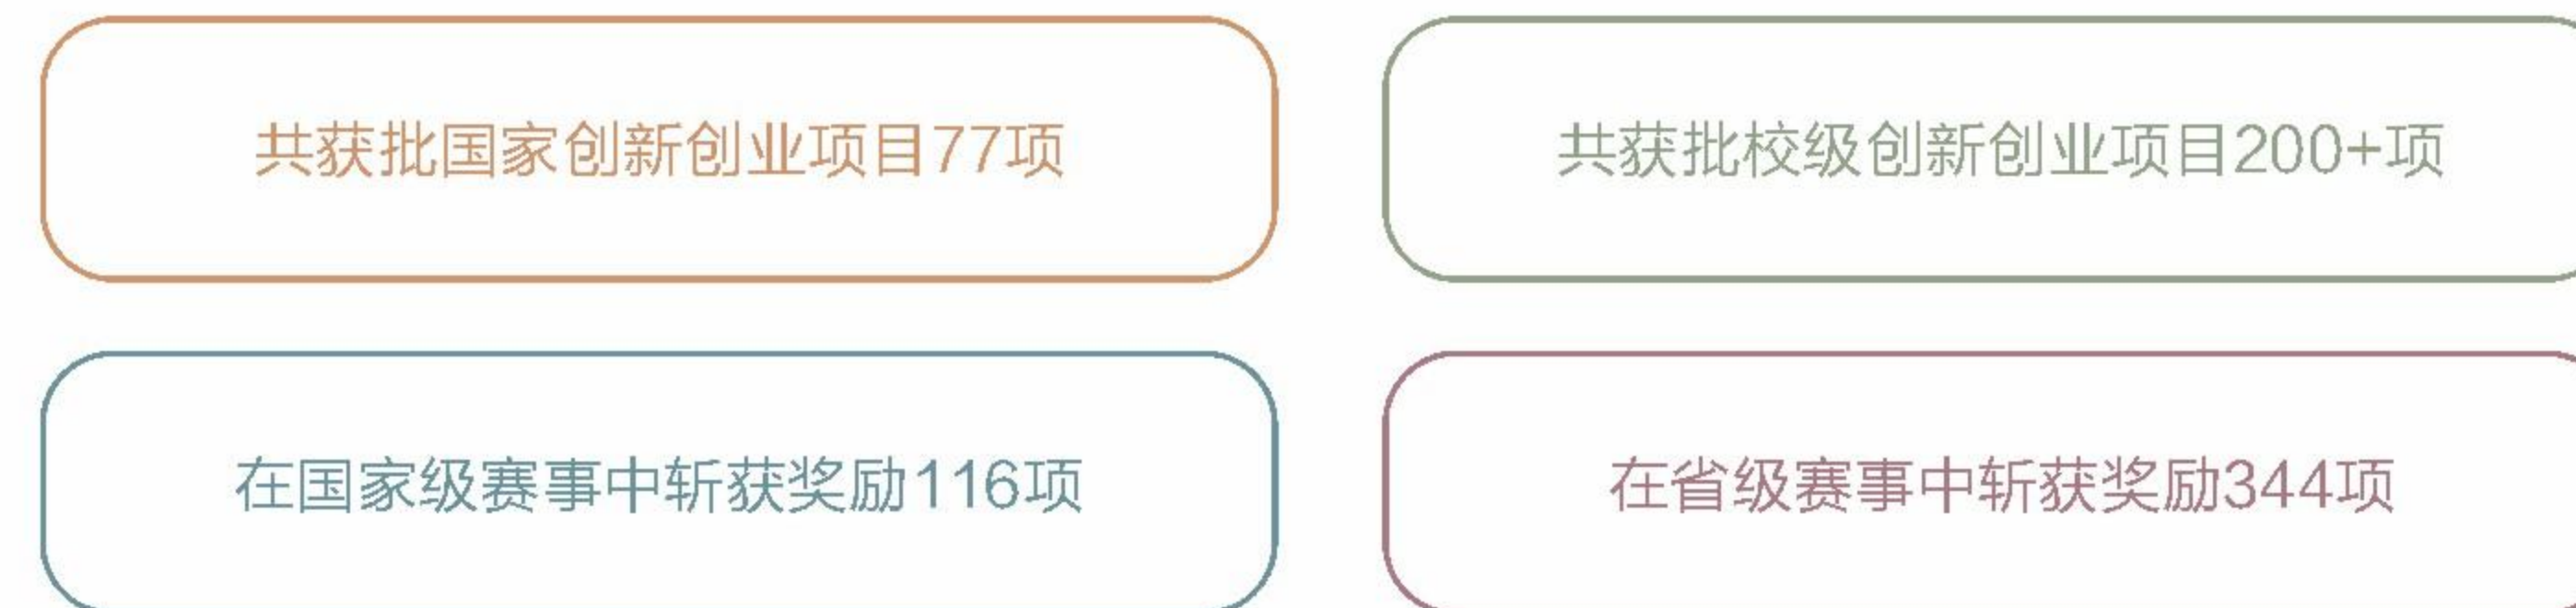 共获批国家创新创业项目77项
共获批校级创新创业项目200+项
在国家级赛事中斩获奖励116项
在省级赛事中斩获奖励344项